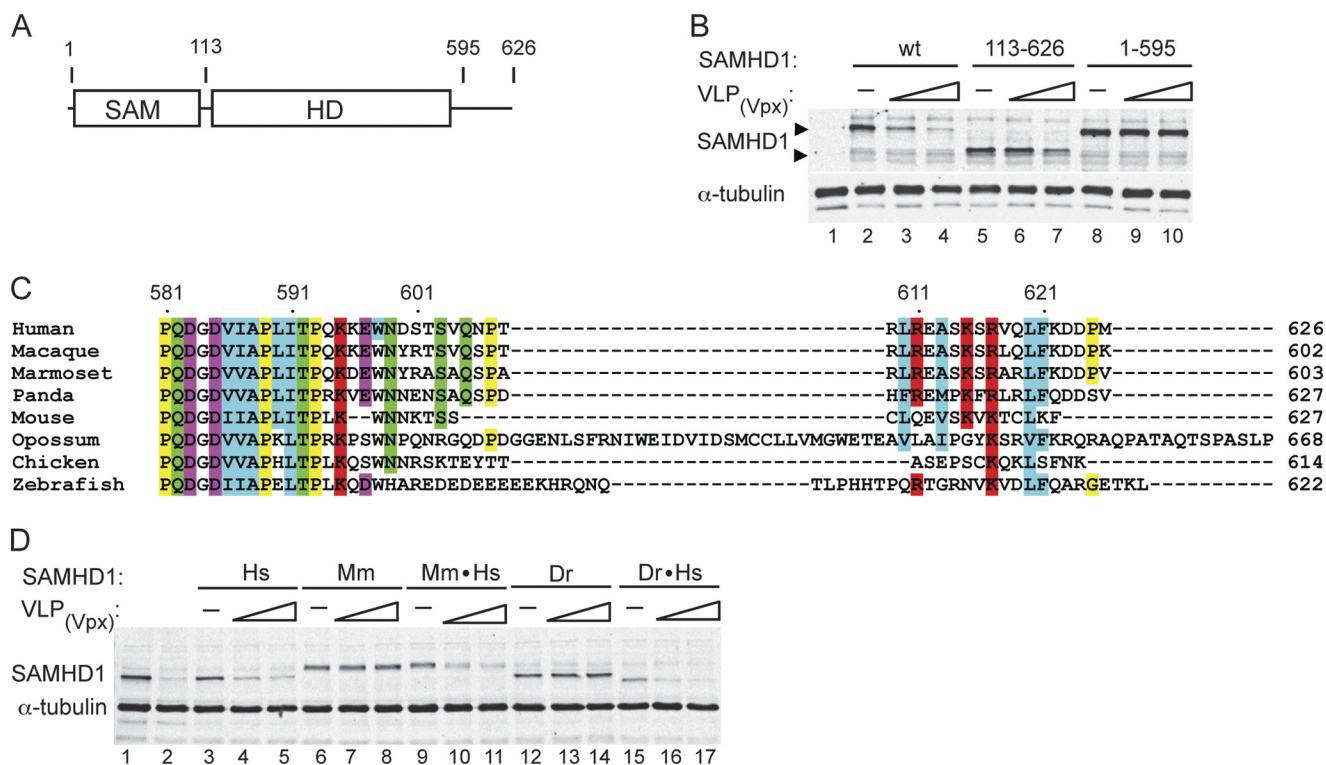 A
1 113 595 626
SAM HD
B
SAMHD1: wt 113-626 1-595
VLP(Vpx): – – –
SAMHD1
α-tubulin
1 2 3 4 5 6 7 8 9 10
C
581 591 601 611 621
Human PQDGDVIAPLITPQKKEWNDSTSVQNPT------------------------------RLREASKSRVQLFKDDPM------------- 626
Macaque PQDGDVIAPLITPQKKEWNYRTSVQSPT------------------------------RLREASKSRLQLFKDDPK------------- 602
Marmoset PQDGDVIAPLITPQKDEWNYRASAQSPA------------------------------RLREASKSRARLFKDDPV------------- 603
Panda PQDGDVVAPLITPRKVEWNNENSAQSPD------------------------------HFREMPKFRLRLFQDDSV------------- 627
Mouse PQDGDVVAPLITPLK--WNNKTSS----------------------------------CLQEVSKVKTCLKF----------------- 627
Opossum PQDGDVVAPKLTPRKPSWNPQNRGQDPDGGENLSFRNIWEIDVIDSMCCLLVMGWETEAVLAIPGYKSRVFKRQRAQPATAQTSPASLP 668
Chicken PQDGDVVAPHLTPLKQSWNNRSKTEYTT--------------------------------ASEPSCKQKLSFNK--------------- 614
Zebrafish PQDGDIIAPELTPLKQDWHAREDEDEEEEEKHRQNQ----------------TLPHHTPQRTGRNVKVDLFQARGETKL---------- 622
D
SAMHD1: Hs Mm Mm•Hs Dr Dr•Hs
VLP(Vpx): – – – – –
SAMHD1
α-tubulin
1 2 3 4 5 6 7 8 9 10 11 12 13 14 15 16 17